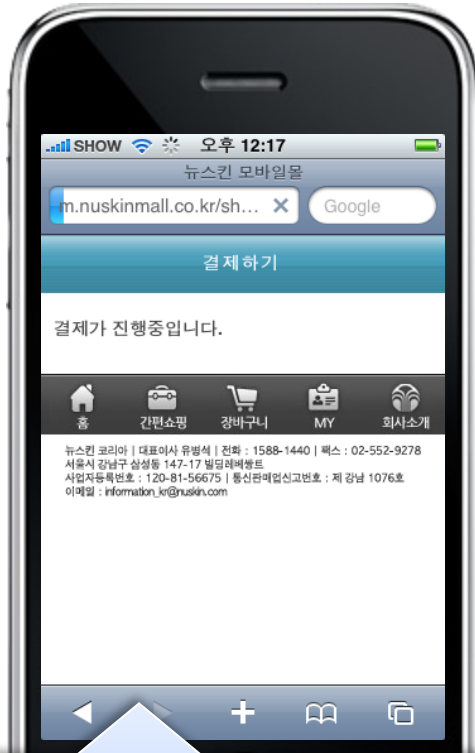 SHOW 오후 12:17
뉴스킨 모바일몰
m.nuskinmall.co.kr/sh... Google
결제하기
결제가 진행중입니다.
홈 간편쇼핑 장바구니 MY 회사소개
뉴스킨 코리아 | 대표이사 유병석 | 전화 : 1588-1440 | 팩스 : 02-552-9278
서울시 강남구 삼성동 147-17 빌딩레베쌍트
사업자등록번호 : 120-81-56675 | 통신판매업신고번호 : 제 강남 1076호
이메일 : information_kr@nuskin.com